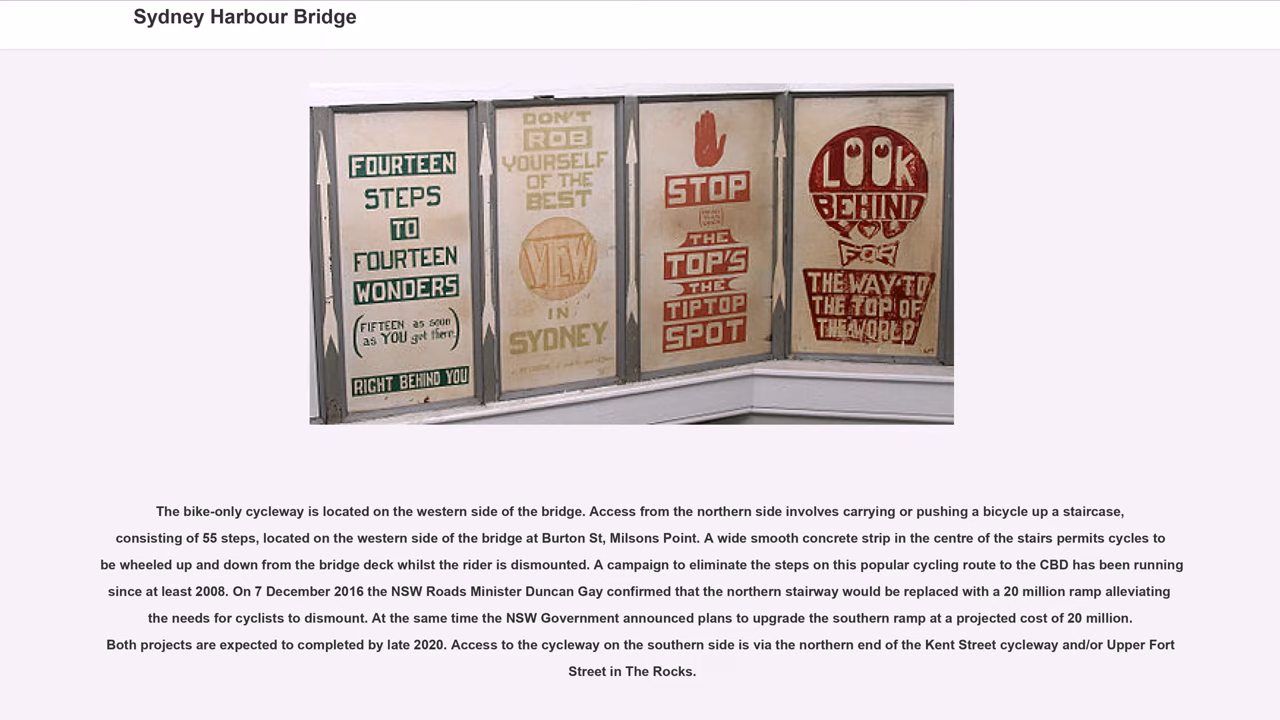 Sydney Harbour Bridge
FOURTEEN
STEPS
TO
FOURTEEN
WONDERS
(FIFTEEN as soon
as YOU get there)
RIGHT BEHIND YOU
DON'T
ROB
YOURSELF
OF THE
BEST
VIEW
IN
SYDNEY
STOP
THE
TOP'S
THE
TIPTOP
SPOT
LOOK
BEHIND
FOR
THE WAY TO
THE TOP OF
THE WORLD
The bike-only cycleway is located on the western side of the bridge. Access from the northern side involves carrying or pushing a bicycle up a staircase,
consisting of 55 steps, located on the western side of the bridge at Burton St, Milsons Point. A wide smooth concrete strip in the centre of the stairs permits cycles to
be wheeled up and down from the bridge deck whilst the rider is dismounted. A campaign to eliminate the steps on this popular cycling route to the CBD has been running
since at least 2008. On 7 December 2016 the NSW Roads Minister Duncan Gay confirmed that the northern stairway would be replaced with a 20 million ramp alleviating
the needs for cyclists to dismount. At the same time the NSW Government announced plans to upgrade the southern ramp at a projected cost of 20 million.
Both projects are expected to completed by late 2020. Access to the cycleway on the southern side is via the northern end of the Kent Street cycleway and/or Upper Fort
Street in The Rocks.